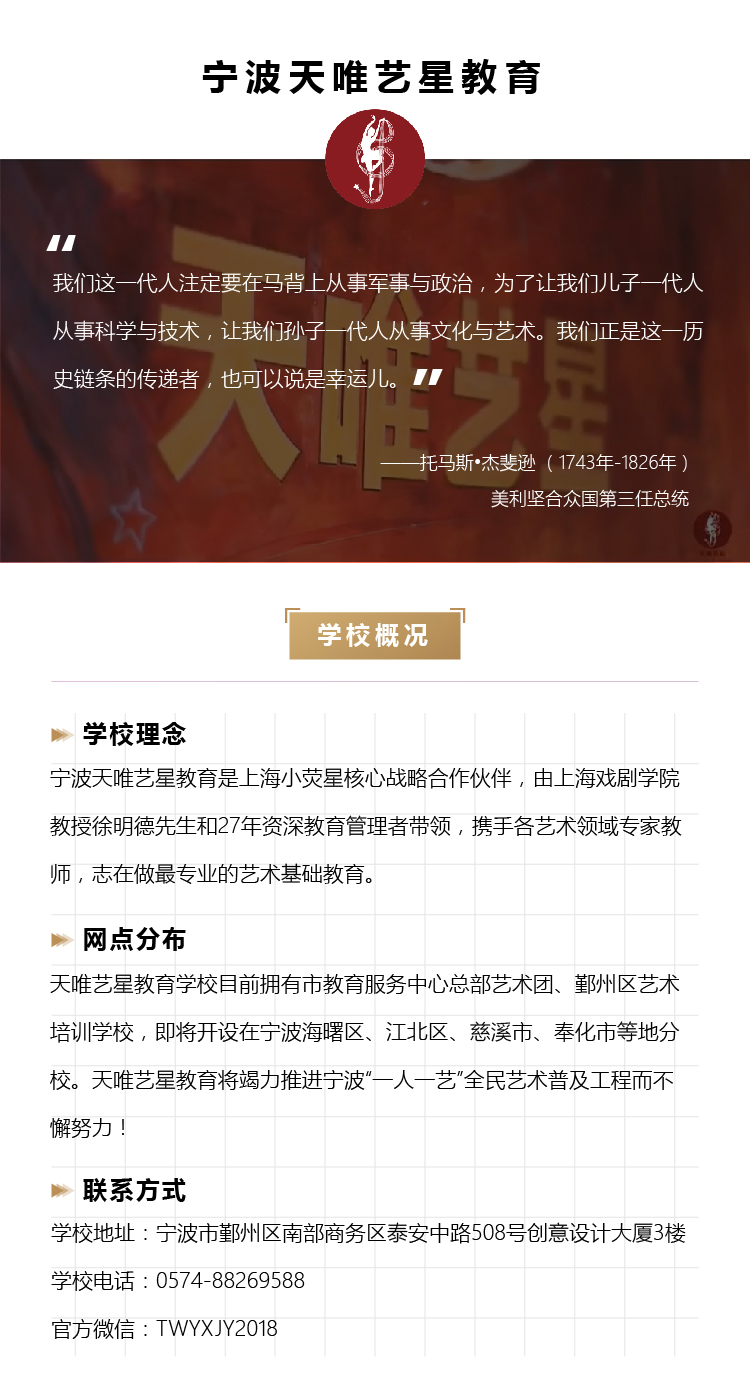 宁波天唯艺星教育
天唯艺星
“
我们这一代人注定要在马背上从事军事与政治，为了让我们儿子一代人
从事科学与技术，让我们孙子一代人从事文化与艺术。我们正是这一历
史链条的传递者，也可以说是幸运儿。”
——托马斯•杰斐逊（1743年-1826年）
美利坚合众国第三任总统
学校概况
学校理念
宁波天唯艺星教育是上海小荧星核心战略合作伙伴，由上海戏剧学院
教授徐明德先生和27年资深教育管理者带领，携手各艺术领域专家教
师，志在做最专业的艺术基础教育。
网点分布
天唯艺星教育学校目前拥有市教育服务中心总部艺术团、鄞州区艺术
培训学校，即将开设在宁波海曙区、江北区、慈溪市、奉化市等地分
校。天唯艺星教育将竭力推进宁波“一人一艺”全民艺术普及工程而不
懈努力！
联系方式
学校地址：宁波市鄞州区南部商务区泰安中路508号创意设计大厦3楼
学校电话：0574-88269588
官方微信：TWYXJY2018